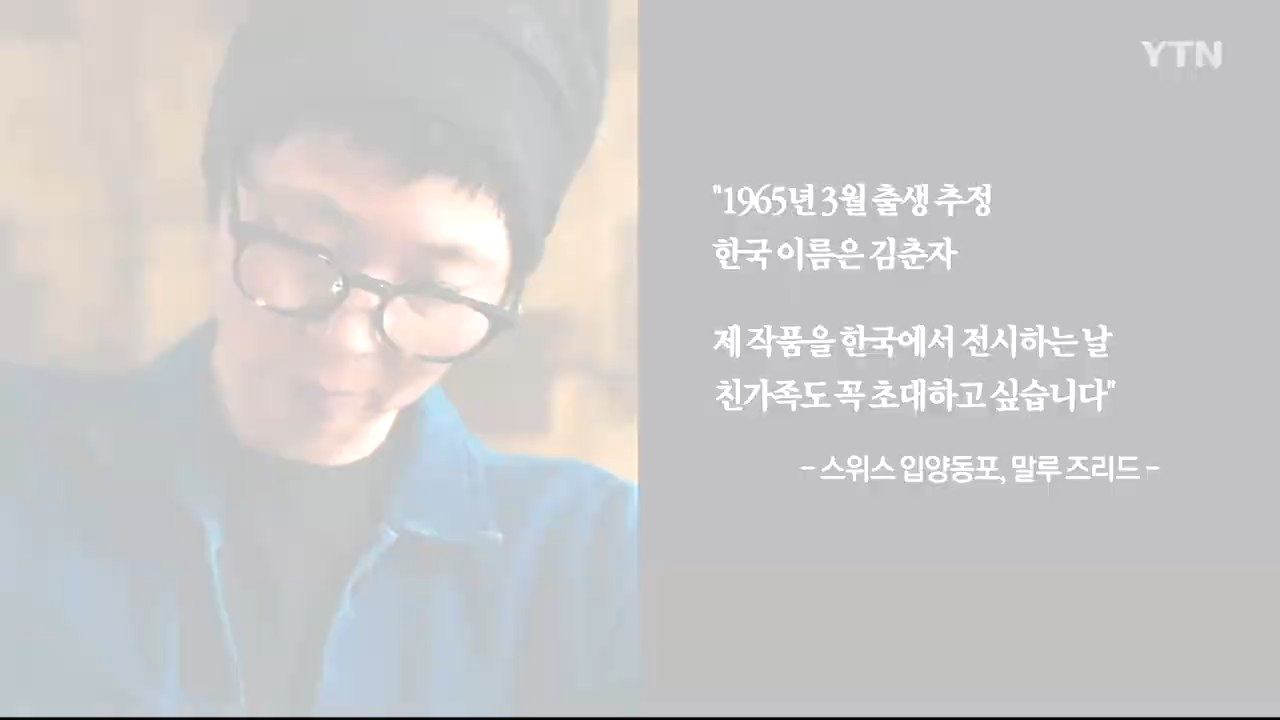 YTN
"1965년 3월 출생 추정
한국 이름은 김춘자
제 작품을 한국에서 전시하는 날
친가족도 꼭 초대하고 싶습니다"
- 스위스 입양동포, 말루 즈리드 -